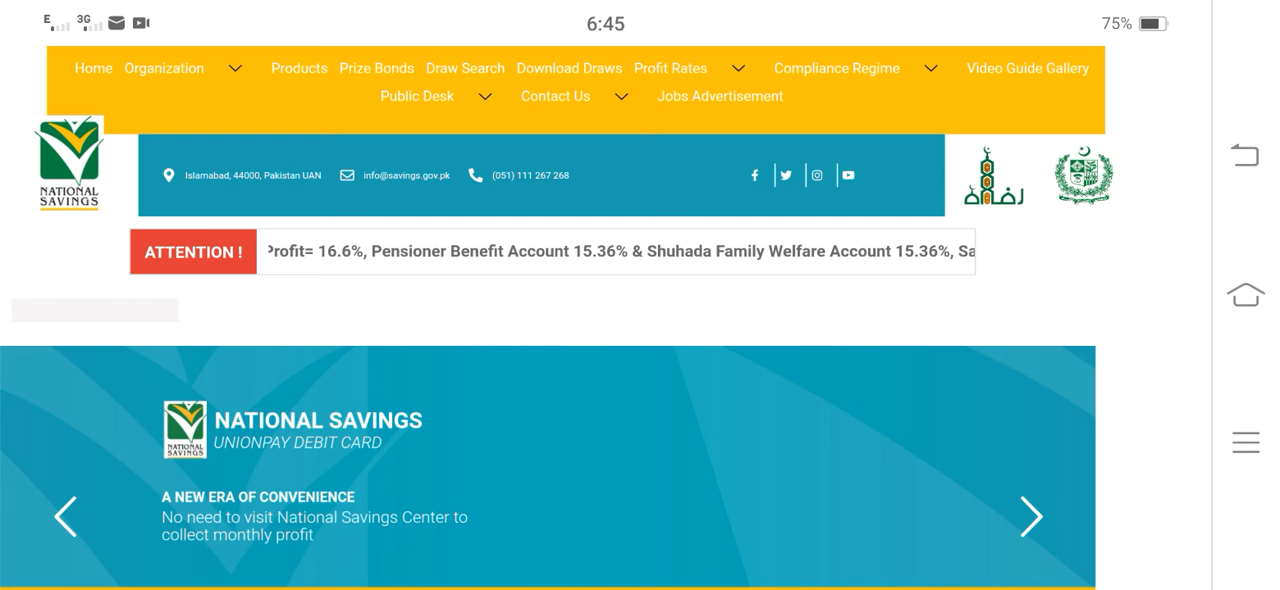 E 3G 6:45 75%
Home Organization Products Prize Bonds Draw Search Download Draws Profit Rates Compliance Regime Video Guide Gallery
Public Desk Contact Us Jobs Advertisement
NATIONAL
SAVINGS
Islamabad, 44000, Pakistan UAN info@savings.gov.pk (051) 111 267 268
ATTENTION ! Profit= 16.6%, Pensioner Benefit Account 15.36% & Shuhada Family Welfare Account 15.36%, Sa
NATIONAL SAVINGS
UNIONPAY DEBIT CARD
NATIONAL
SAVINGS
A NEW ERA OF CONVENIENCE
No need to visit National Savings Center to
collect monthly profit